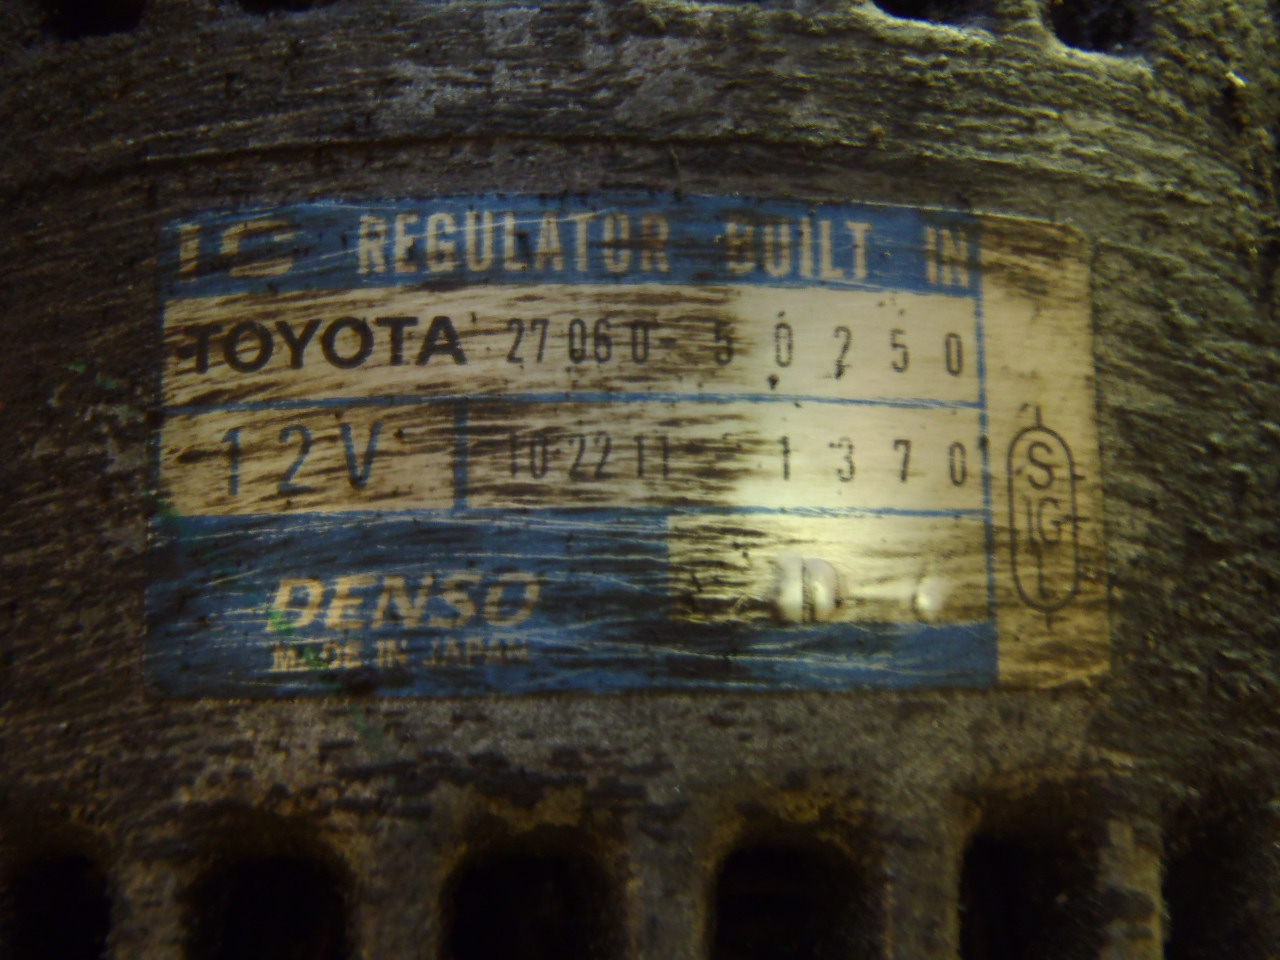 IC REGULATOR BUILT IN
TOYOTA 27060-50250
12V 102211-1370
DENSO
MADE IN JAPAN
S
IG
L